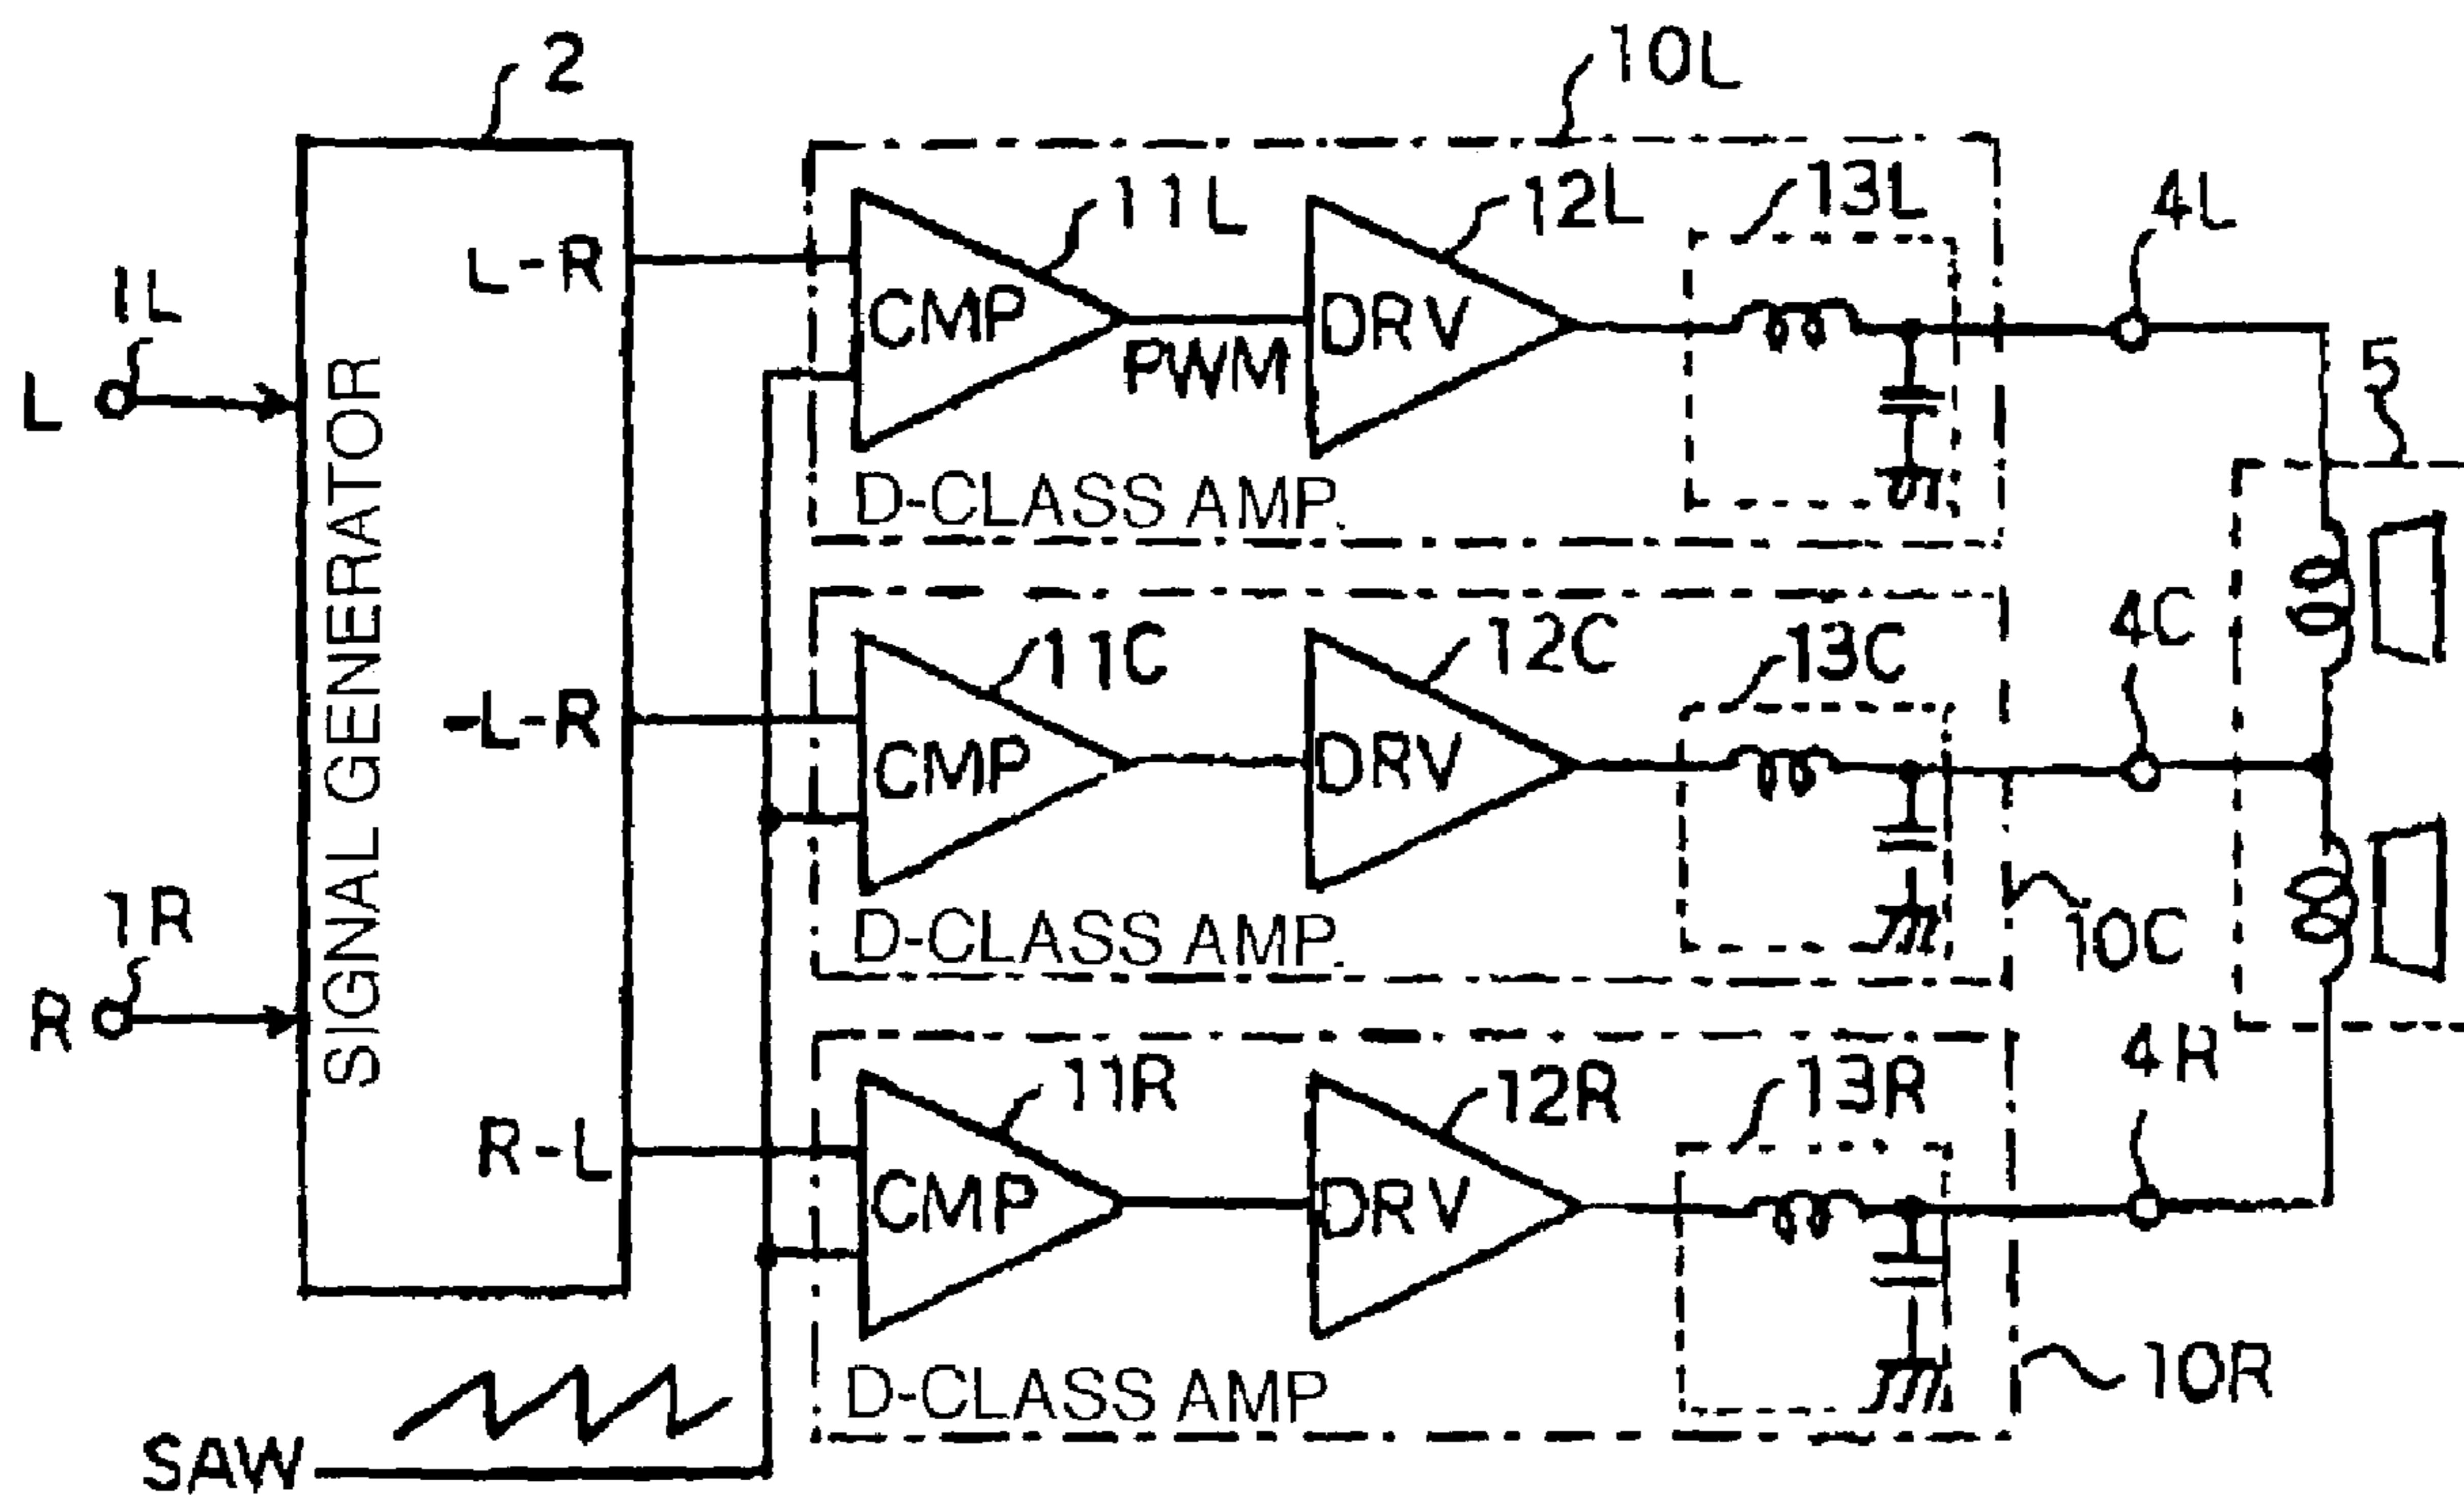 2
10L
11L
12L
13L
4L
L-R
1L
CMP
DRV
PWM
5
L
SIGNAL GENERATOR
D-CLASS AMP.
11C
12C
13C
4C
-L-R
CMP
DRV
1R
D-CLASS AMP.
10C
R
4R
11R
12R
13R
R-L
CMP
DRV
D-CLASS AMP
10R
SAW